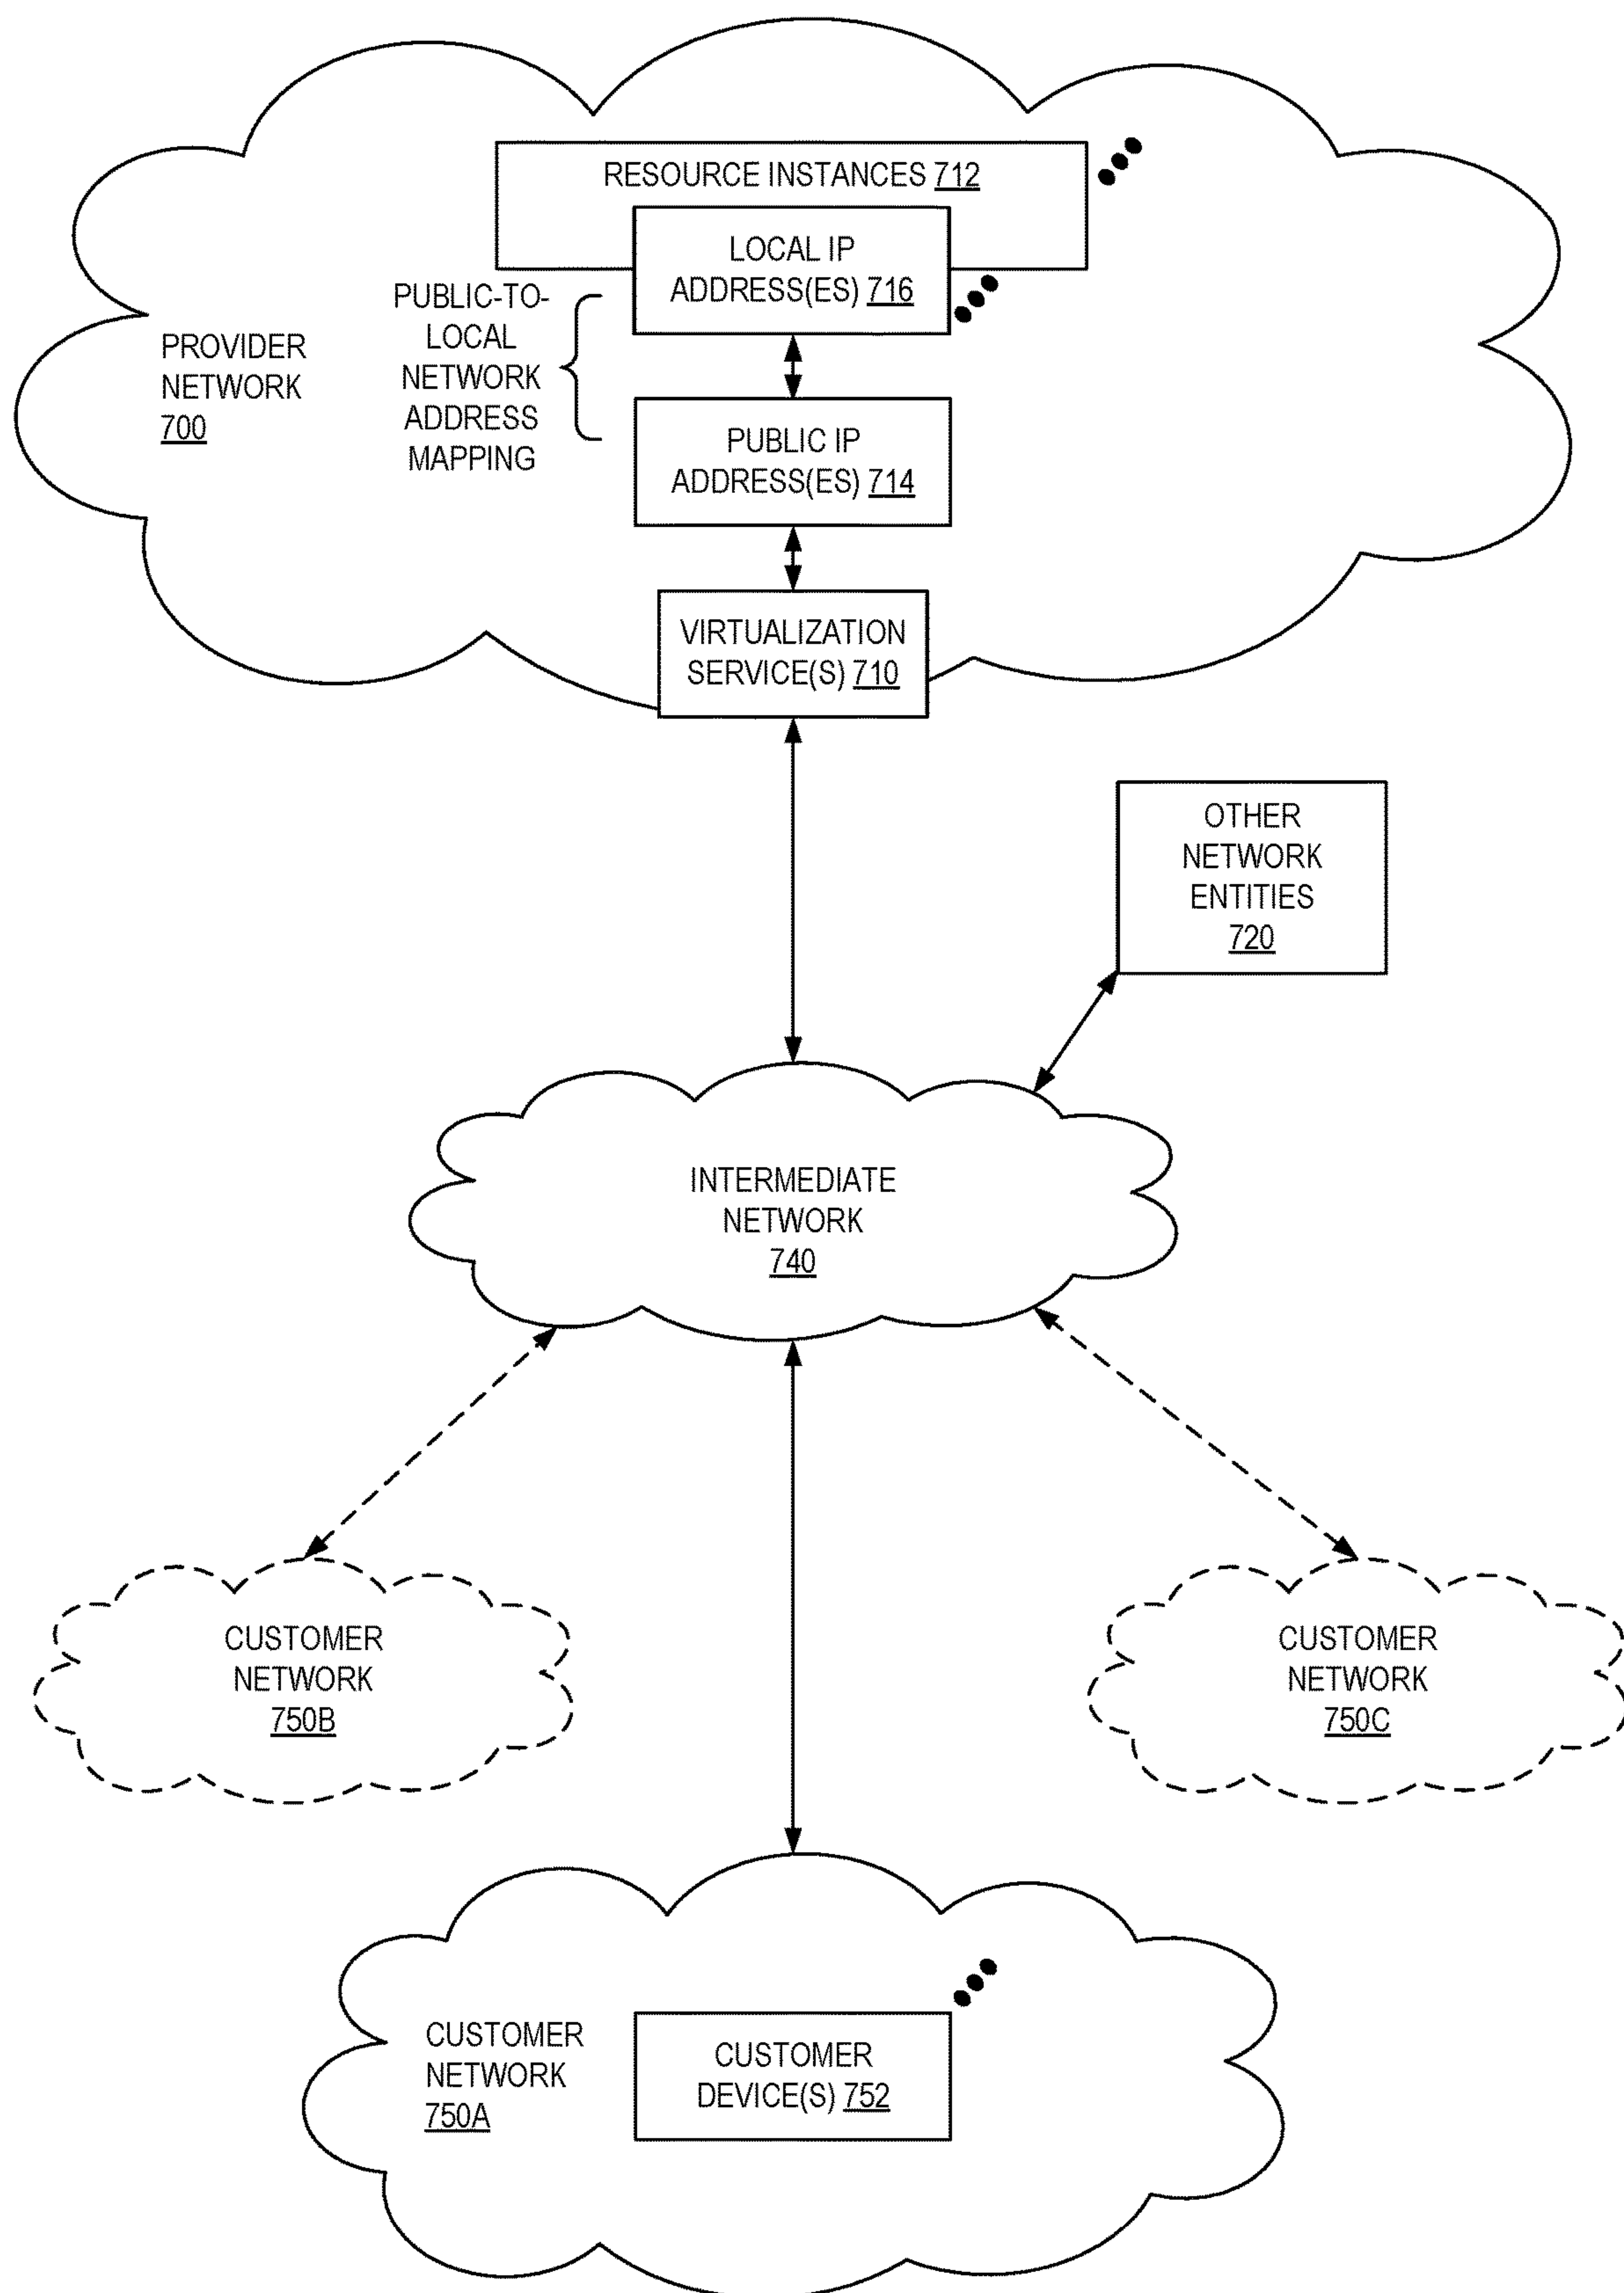 RESOURCE INSTANCES 712
LOCAL IP
ADDRESS(ES) 716
PUBLIC-TO-
LOCAL
NETWORK
ADDRESS
MAPPING
PROVIDER
NETWORK
700
PUBLIC IP
ADDRESS(ES) 714
VIRTUALIZATION
SERVICE(S) 710
OTHER
NETWORK
ENTITIES
720
INTERMEDIATE
NETWORK
740
CUSTOMER
NETWORK
750B
CUSTOMER
NETWORK
750C
CUSTOMER
NETWORK
750A
CUSTOMER
DEVICE(S) 752